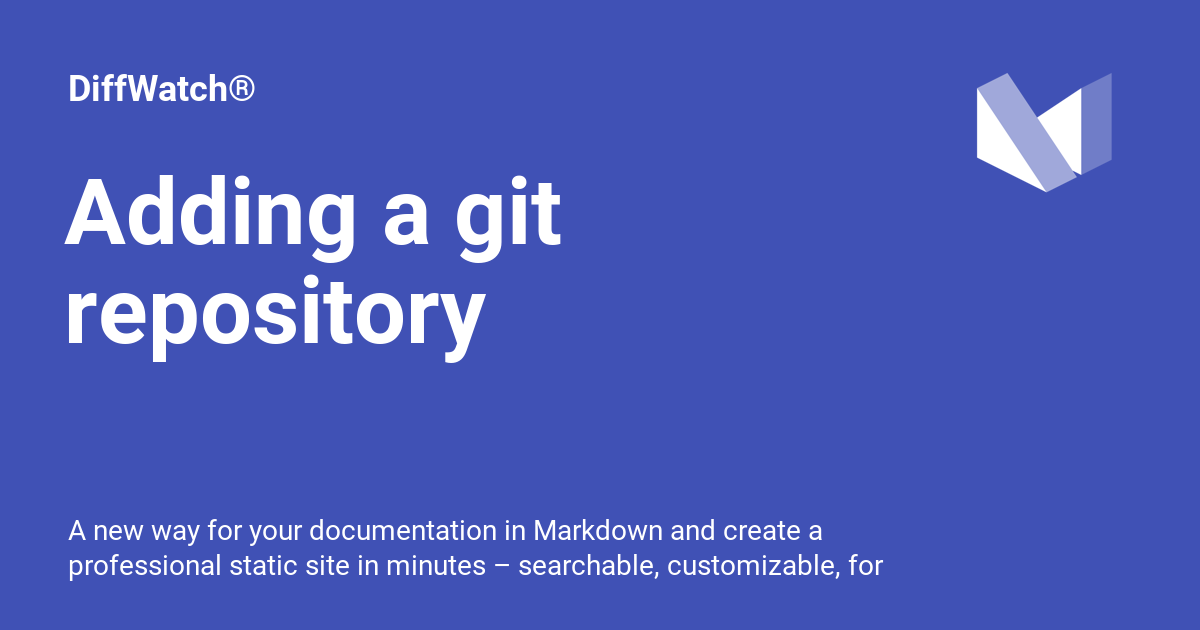 DiffWatch®
Adding a git
repository
A new way for your documentation in Markdown and create a
professional static site in minutes – searchable, customizable, for